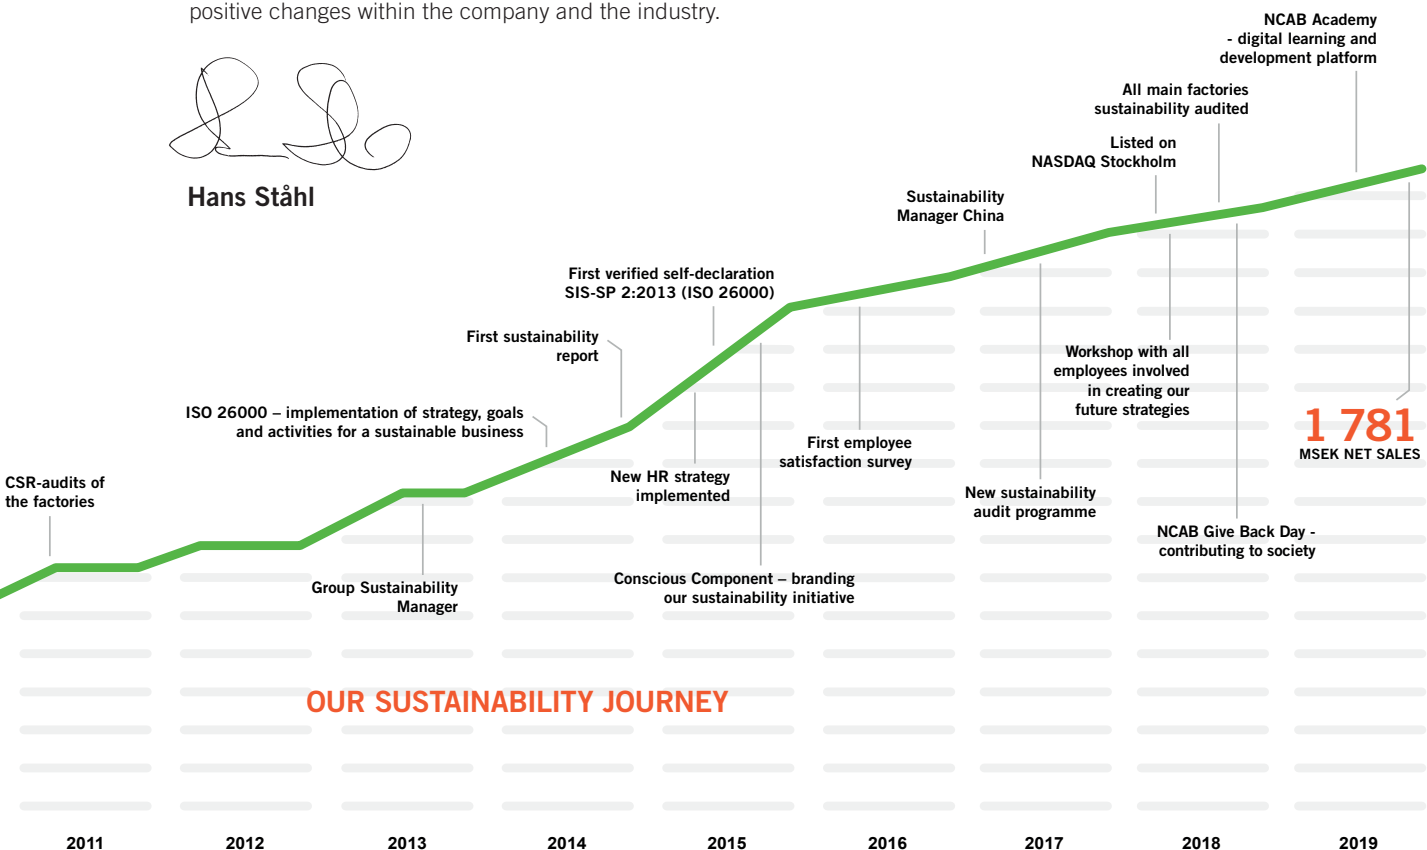 positive changes within the company and the industry.
Hans Ståhl
NCAB Academy
- digital learning and
development platform
All main factories
sustainability audited
Listed on
NASDAQ Stockholm
Sustainability
Manager China
First verified self-declaration
SIS-SP 2:2013 (ISO 26000)
First sustainability
report
ISO 26000 – implementation of strategy, goals
and activities for a sustainable business
CSR-audits of
the factories
Group Sustainability
Manager
New HR strategy
implemented
Conscious Component – branding
our sustainability initiative
First employee
satisfaction survey
New sustainability
audit programme
Workshop with all
employees involved
in creating our
future strategies
NCAB Give Back Day -
contributing to society
1 781
MSEK NET SALES
OUR SUSTAINABILITY JOURNEY
2011
2012
2013
2014
2015
2016
2017
2018
2019